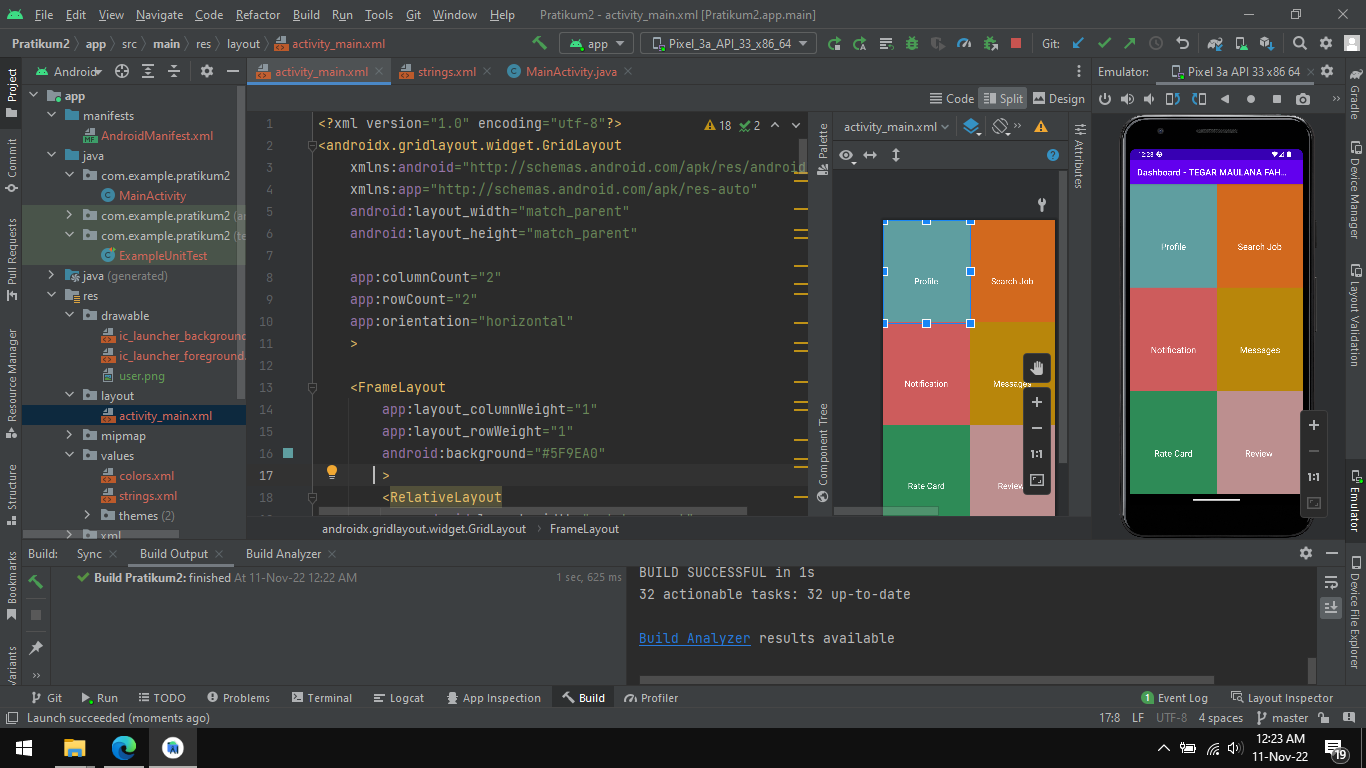 File Edit View Navigate Code Refactor Build Run Tools Git Window Help Pratikum2 - activity_main.xml [Pratikum2.app.main]
Pratikum2 app src main res layout activity_main.xml app Pixel_3a_API_33_x86_64 Git:
Android
activity_main.xml strings.xml MainActivity.java
Emulator: Pixel 3a API 33 x86 64
Code Split Design
Project
Commit
Pull Requests
Resource Manager
Structure
Bookmarks
app
manifests
AndroidManifest.xml
java
com.example.pratikum2
MainActivity
com.example.pratikum2
com.example.pratikum2
ExampleUnitTest
java (generated)
res
drawable
ic_launcher_background
ic_launcher_foreground.
user.png
layout
activity_main.xml
mipmap
values
colors.xml
strings.xml
themes (2)
xml
18 2
1 <?xml version="1.0" encoding="utf-8"?>
2 <androidx.gridlayout.widget.GridLayout
3 xmlns:android="http://schemas.android.com/apk/res/android
4 xmlns:app="http://schemas.android.com/apk/res-auto"
5 android:layout_width="match_parent"
6 android:layout_height="match_parent"
7
8 app:columnCount="2"
9 app:rowCount="2"
10 app:orientation="horizontal"
11 >
12
13 <FrameLayout
14 app:layout_columnWeight="1"
15 app:layout_rowWeight="1"
16 android:background="#5F9EA0"
17 >
18 <RelativeLayout
androidx.gridlayout.widget.GridLayout FrameLayout
Palette
Component Tree
activity_main.xml
Attributes
Profile Search Job
Notification Messages
Rate Card Review
1:1
12:23
Dashboard - TEGAR MAULANA FAH...
Profile Search Job
Notification Messages
Rate Card Review
1:1
Gradle
Device Manager
Layout Validation
Emulator
Device File Explorer
Build: Sync Build Output Build Analyzer
Build Pratikum2: finished At 11-Nov-22 12:22 AM 1 sec, 625 ms
BUILD SUCCESSFUL in 1s
32 actionable tasks: 32 up-to-date
Build Analyzer results available
Git Run TODO Problems Terminal Logcat App Inspection Build Profiler 1 Event Log Layout Inspector
Launch succeeded (moments ago) 17:8 LF UTF-8 4 spaces master
12:23 AM
11-Nov-22
19